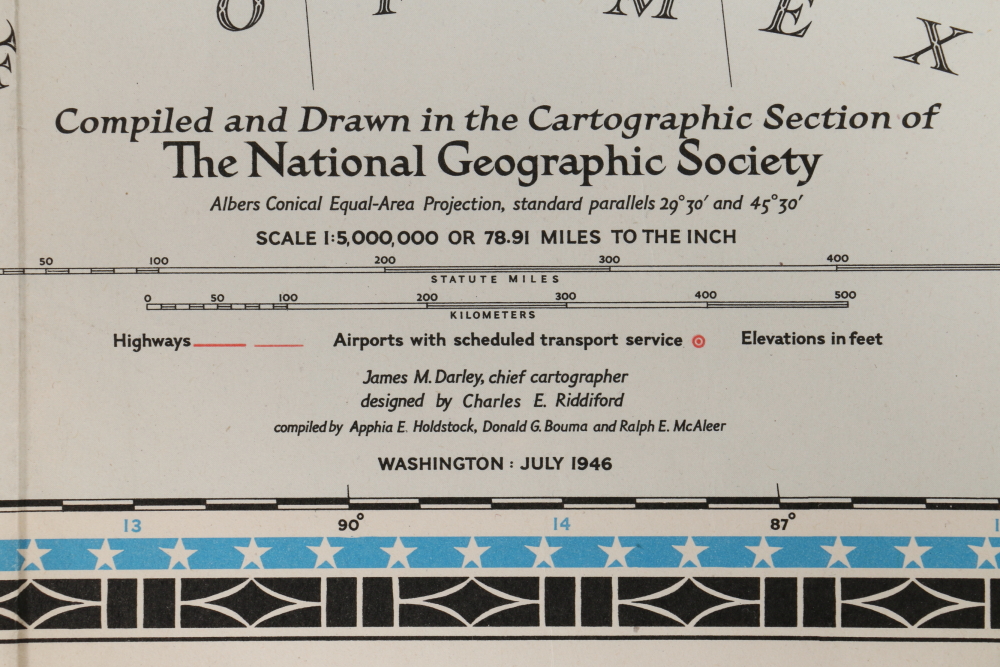 O F M E X
Compiled and Drawn in the Cartographic Section of
The National Geographic Society
Albers Conical Equal-Area Projection, standard parallels 29°30′ and 45°30′
SCALE 1:5,000,000 OR 78.91 MILES TO THE INCH
50 100 200 300 400
STATUTE MILES
0 50 100 200 300 400 500
KILOMETERS
Highways Airports with scheduled transport service Elevations in feet
James M. Darley, chief cartographer
designed by Charles E. Riddiford
compiled by Apphia E. Holdstock, Donald G. Bouma and Ralph E. McAleer
WASHINGTON : JULY 1946
13 90° 14 87°